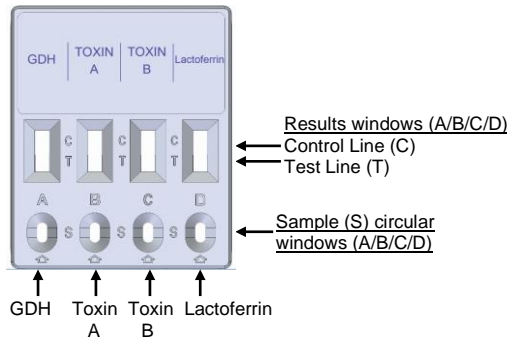 GDH
TOXIN
A
TOXIN
B
Lactoferrin
C C C
T T T
A B C D
S S S
Results windows (A/B/C/D)
Control Line (C)
Test Line (T)
Sample (S) circular
windows (A/B/C/D)
GDH Toxin Toxin Lactoferrin
A B